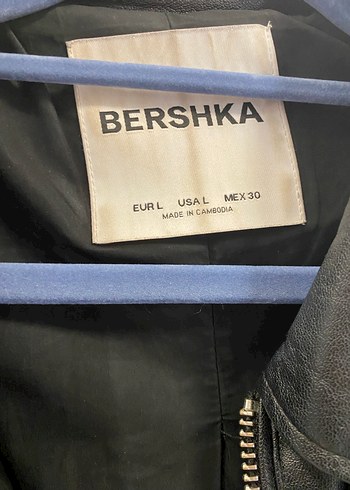 BERSHKA
EUR L USA L MEX 30
MADE IN CAMBODIA